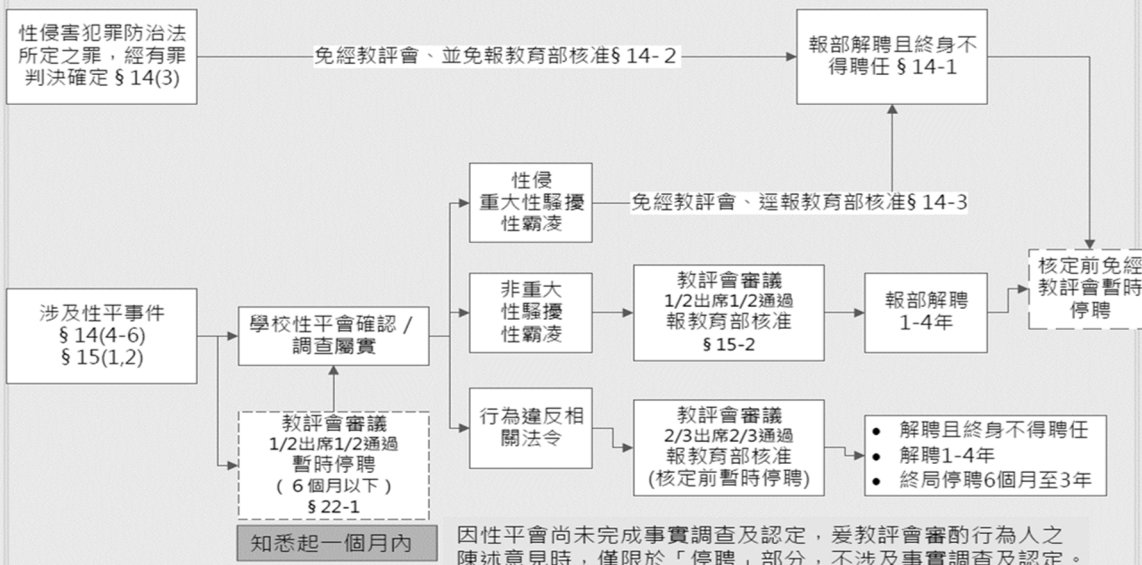 性侵害犯罪防治法
所定之罪，經有罪
判決確定 § 14(3)
免經教評會、並免報教育部核准§ 14- 2
報部解聘且終身不
得聘任 § 14-1
性侵
重大性騷擾
性霸凌
免經教評會、逕報教育部核准§ 14-3
涉及性平事件
§ 14(4-6)
§ 15(1,2)
學校性平會確認 /
調查屬實
非重大
性騷擾
性霸凌
教評會審議
1/2出席1/2通過
報教育部核准
§ 15-2
報部解聘
1-4年
核定前免經
教評會暫時
停聘
教評會審議
1/2出席1/2通過
暫時停聘
( 6 個月以下 )
§ 22-1
行為違反相
關法令
教評會審議
2/3出席2/3通過
報教育部核准
(核定前暫時停聘)
• 解聘且終身不得聘任
• 解聘1-4年
• 終局停聘6個月至3年
知悉起一個月內
因性平會尚未完成事實調查及認定，爰教評會審酌行為人之
陳述意見時，僅限於「停聘」部分，不涉及事實調查及認定。